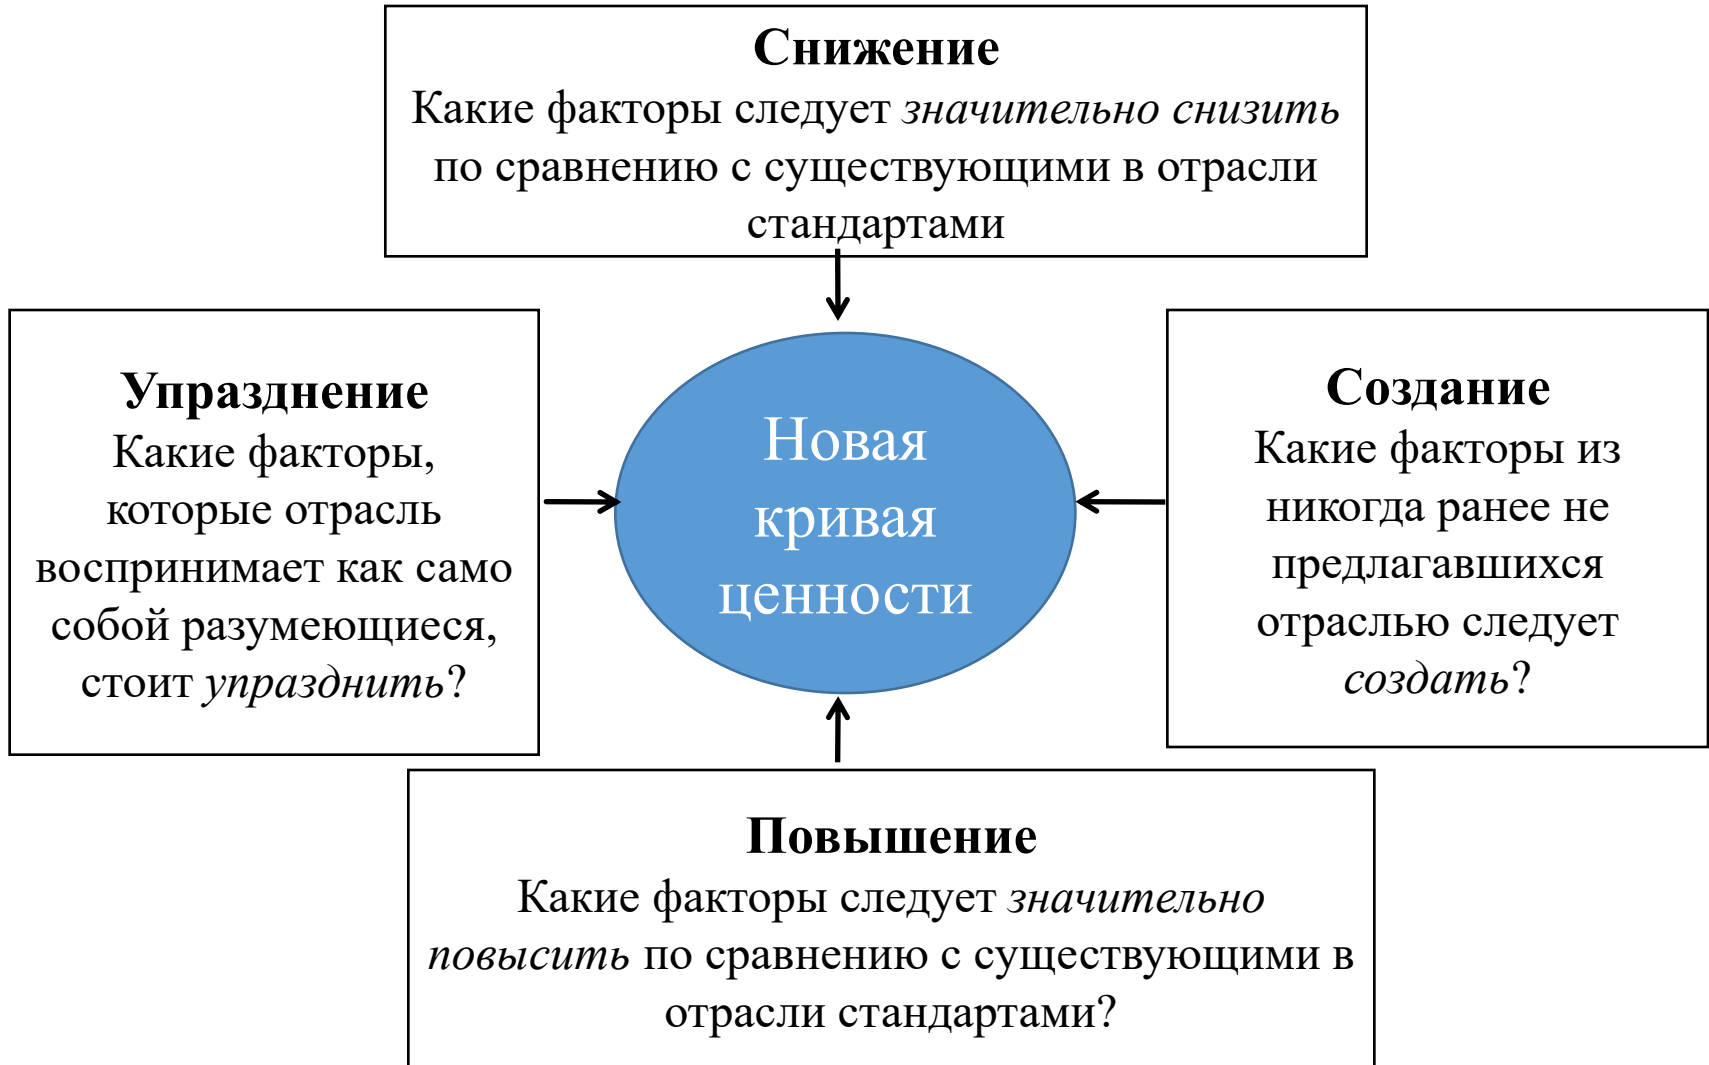 Снижение
Какие факторы следует значительно снизить
по сравнению с существующими в отрасли
стандартами
Упразднение
Какие факторы,
которые отрасль
воспринимает как само
собой разумеющиеся,
стоит упразднить?
Новая
кривая
ценности
Создание
Какие факторы из
никогда ранее не
предлагавшихся
отраслью следует
создать?
Повышение
Какие факторы следует значительно
повысить по сравнению с существующими в
отрасли стандартами?